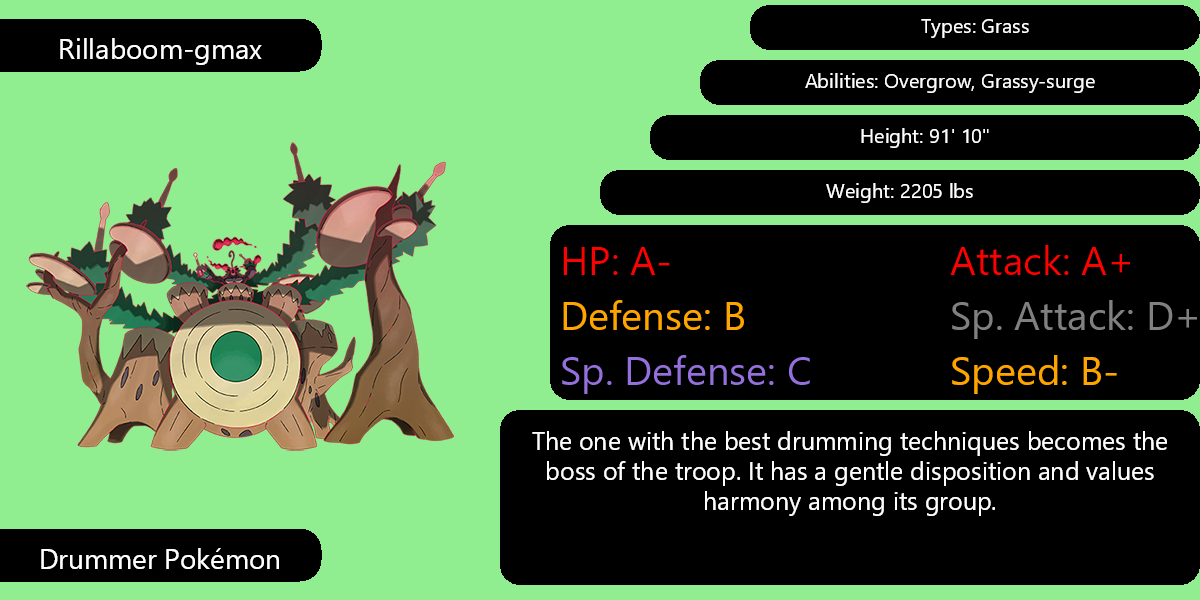 Rillaboom-gmax
Types: Grass
Abilities: Overgrow, Grassy-surge
Height: 91' 10"
Weight: 2205 lbs
HP: A-
Attack: A+
Defense: B
Sp. Attack: D+
Sp. Defense: C
Speed: B-
The one with the best drumming techniques becomes the
boss of the troop. It has a gentle disposition and values
harmony among its group.
Drummer Pokémon